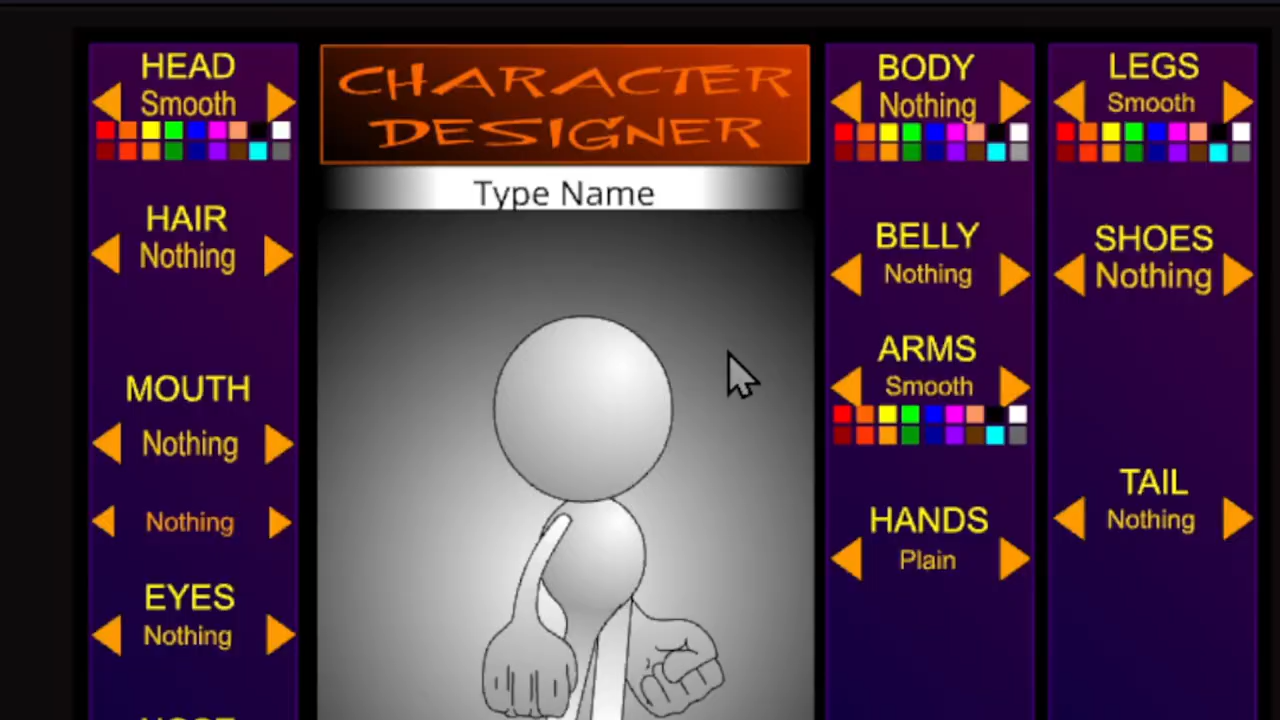 HEAD
Smooth
HAIR
Nothing
MOUTH
Nothing
Nothing
EYES
Nothing
CHARACTER
DESIGNER
Type Name
BODY
Nothing
BELLY
Nothing
ARMS
Smooth
HANDS
Plain
LEGS
Smooth
SHOES
Nothing
TAIL
Nothing